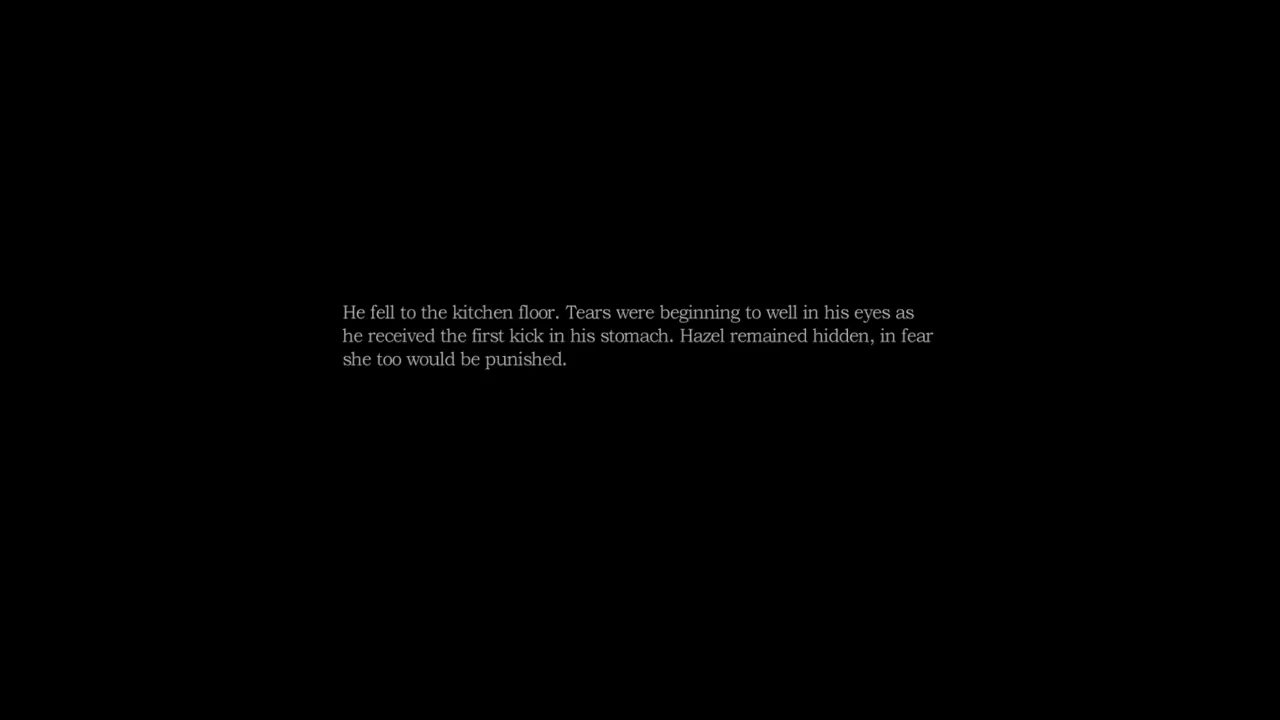 He fell to the kitchen floor. Tears were beginning to well in his eyes as
he received the first kick in his stomach. Hazel remained hidden, in fear
she too would be punished.